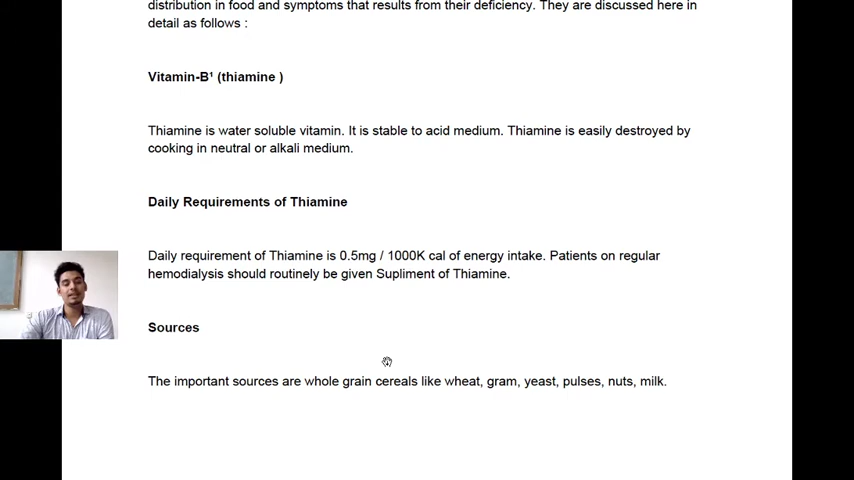 distribution in food and symptoms that results from their deficiency. They are discussed here in
detail as follows :
Vitamin-B¹ (thiamine )
Thiamine is water soluble vitamin. It is stable to acid medium. Thiamine is easily destroyed by
cooking in neutral or alkali medium.
Daily Requirements of Thiamine
Daily requirement of Thiamine is 0.5mg / 1000K cal of energy intake. Patients on regular
hemodialysis should routinely be given Supliment of Thiamine.
Sources
The important sources are whole grain cereals like wheat, gram, yeast, pulses, nuts, milk.